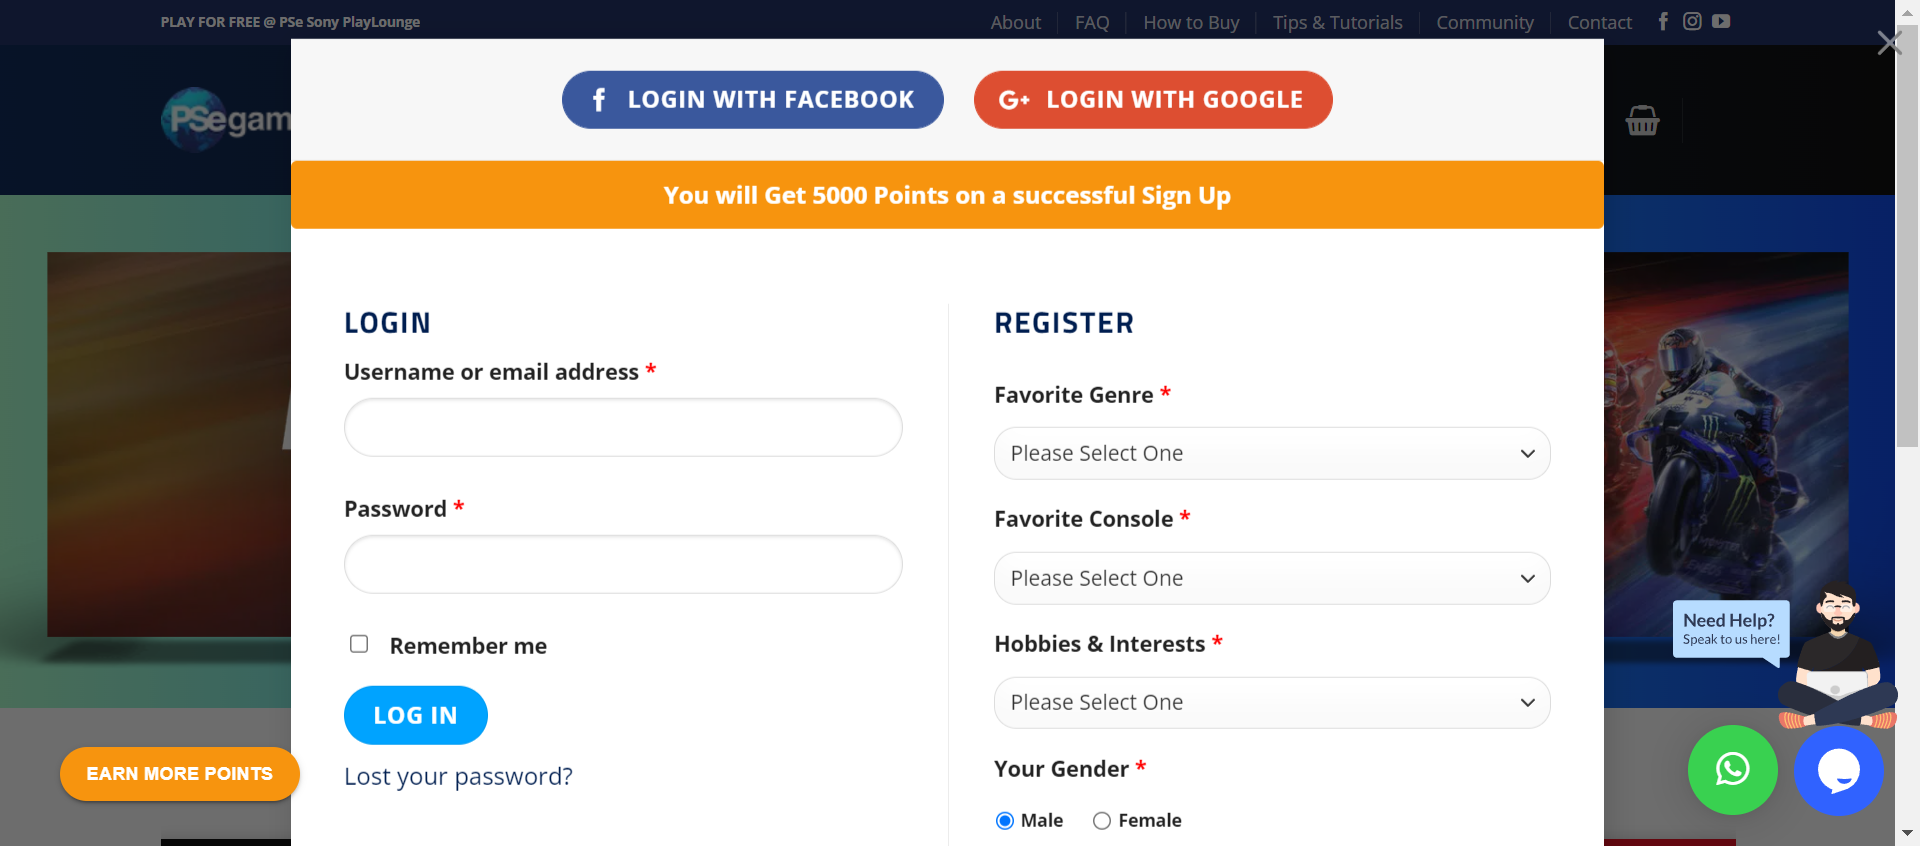 PLAY FOR FREE @ PSe Sony PlayLounge
About
FAQ
How to Buy
Tips & Tutorials
Community
Contact
PSegam
LOGIN WITH FACEBOOK
LOGIN WITH GOOGLE
You will Get 5000 Points on a successful Sign Up
LOGIN
Username or email address *
Password *
Remember me
LOG IN
Lost your password?
REGISTER
Favorite Genre *
Please Select One
Favorite Console *
Please Select One
Hobbies & Interests *
Please Select One
Your Gender *
Male
Female
Need Help?
Speak to us here!
EARN MORE POINTS